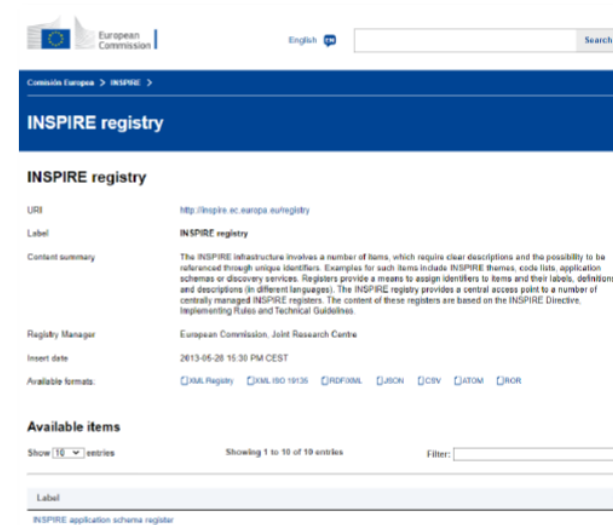 European
Commission
English EN
Search
Comisión Europea > INSPIRE >
INSPIRE registry
INSPIRE registry
URI http://inspire.ec.europa.eu/registry
Label INSPIRE registry
Content summary The INSPIRE infrastructure involves a number of items, which require clear descriptions and the possibility to be
referenced through unique identifiers. Examples for such items include INSPIRE themes, code lists, application
schemas or discovery services. Registers provide a means to assign identifiers to items and their labels, definitions
and descriptions (in different languages). The INSPIRE registry provides a central access point to a number of
centrally managed INSPIRE registers. The content of these registers are based on the INSPIRE Directive,
Implementing Rules and Technical Guidelines.
Registry Manager European Commission, Joint Research Centre
Insert date 2013-05-28 15:30 PM CEST
Available formats: XML Registry XML ISO 19135 RDF/XML JSON CSV ATOM ROR
Available items
Show 10 entries Showing 1 to 10 of 10 entries Filter:
Label
INSPIRE application schema register